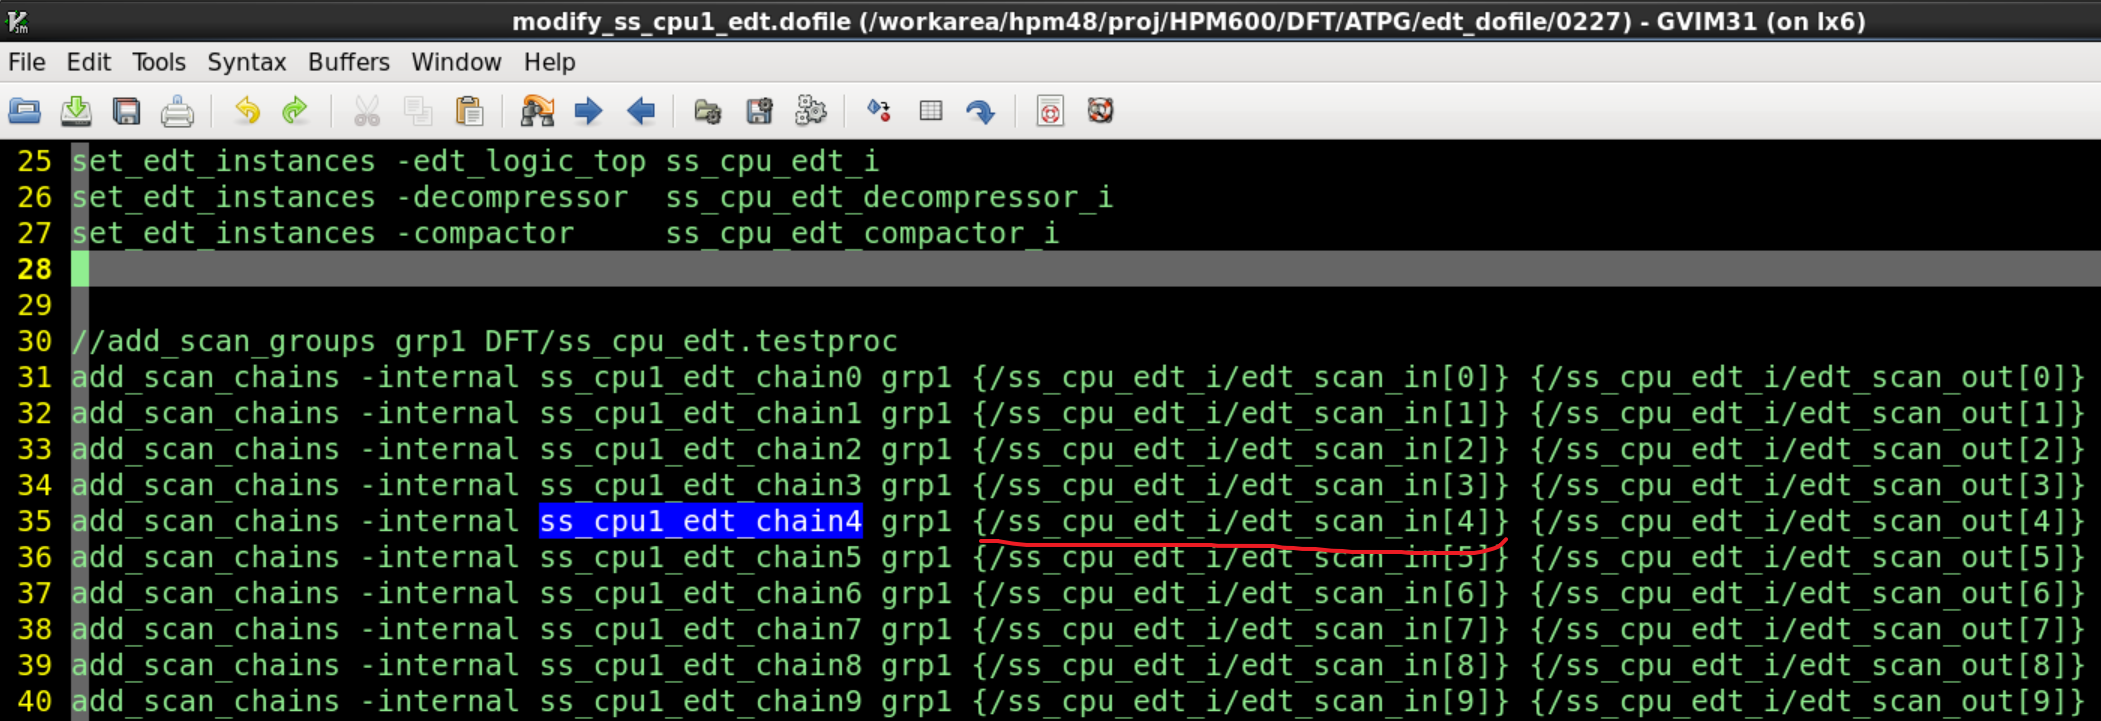 modify_ss_cpu1_edt.dofile (/workarea/hpm48/proj/HPM600/DFT/ATPG/edt_dofile/0227) - GVIM31 (on lx6)
File Edit Tools Syntax Buffers Window Help
25 set_edt_instances -edt_logic_top ss_cpu_edt_i
26 set_edt_instances -decompressor  ss_cpu_edt_decompressor_i
27 set_edt_instances -compactor     ss_cpu_edt_compactor_i
28
29
30 //add_scan_groups grp1 DFT/ss_cpu_edt.testproc
31 add_scan_chains -internal ss_cpu1_edt_chain0 grp1 {/ss_cpu_edt_i/edt_scan_in[0]} {/ss_cpu_edt_i/edt_scan_out[0]}
32 add_scan_chains -internal ss_cpu1_edt_chain1 grp1 {/ss_cpu_edt_i/edt_scan_in[1]} {/ss_cpu_edt_i/edt_scan_out[1]}
33 add_scan_chains -internal ss_cpu1_edt_chain2 grp1 {/ss_cpu_edt_i/edt_scan_in[2]} {/ss_cpu_edt_i/edt_scan_out[2]}
34 add_scan_chains -internal ss_cpu1_edt_chain3 grp1 {/ss_cpu_edt_i/edt_scan_in[3]} {/ss_cpu_edt_i/edt_scan_out[3]}
35 add_scan_chains -internal ss_cpu1_edt_chain4 grp1 {/ss_cpu_edt_i/edt_scan_in[4]} {/ss_cpu_edt_i/edt_scan_out[4]}
36 add_scan_chains -internal ss_cpu1_edt_chain5 grp1 {/ss_cpu_edt_i/edt_scan_in[5]} {/ss_cpu_edt_i/edt_scan_out[5]}
37 add_scan_chains -internal ss_cpu1_edt_chain6 grp1 {/ss_cpu_edt_i/edt_scan_in[6]} {/ss_cpu_edt_i/edt_scan_out[6]}
38 add_scan_chains -internal ss_cpu1_edt_chain7 grp1 {/ss_cpu_edt_i/edt_scan_in[7]} {/ss_cpu_edt_i/edt_scan_out[7]}
39 add_scan_chains -internal ss_cpu1_edt_chain8 grp1 {/ss_cpu_edt_i/edt_scan_in[8]} {/ss_cpu_edt_i/edt_scan_out[8]}
40 add_scan_chains -internal ss_cpu1_edt_chain9 grp1 {/ss_cpu_edt_i/edt_scan_in[9]} {/ss_cpu_edt_i/edt_scan_out[9]}